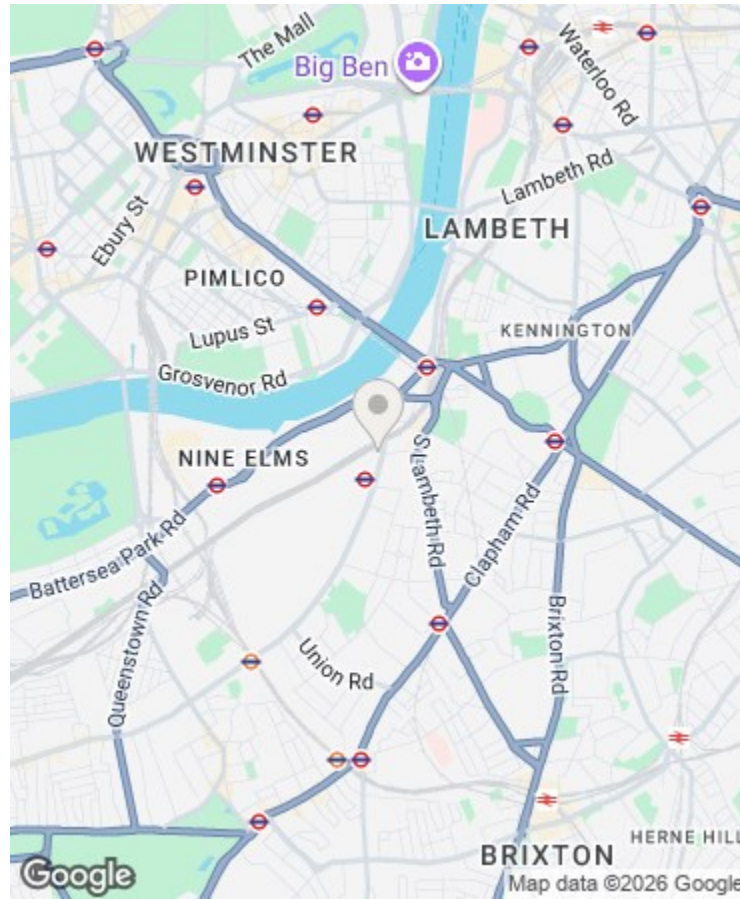 The Mall
Big Ben
Waterloo Rd
WESTMINSTER
Lambeth Rd
Ebury St
LAMBETH
PIMLICO
Lupus St
KENNINGTON
Grosvenor Rd
NINE ELMS
S Lambeth Rd
Clapham Rd
Battersea Park Rd
Queenstown Rd
Brixton Rd
Union Rd
HERNE HILL
BRIXTON
Google
Map data ©2026 Google